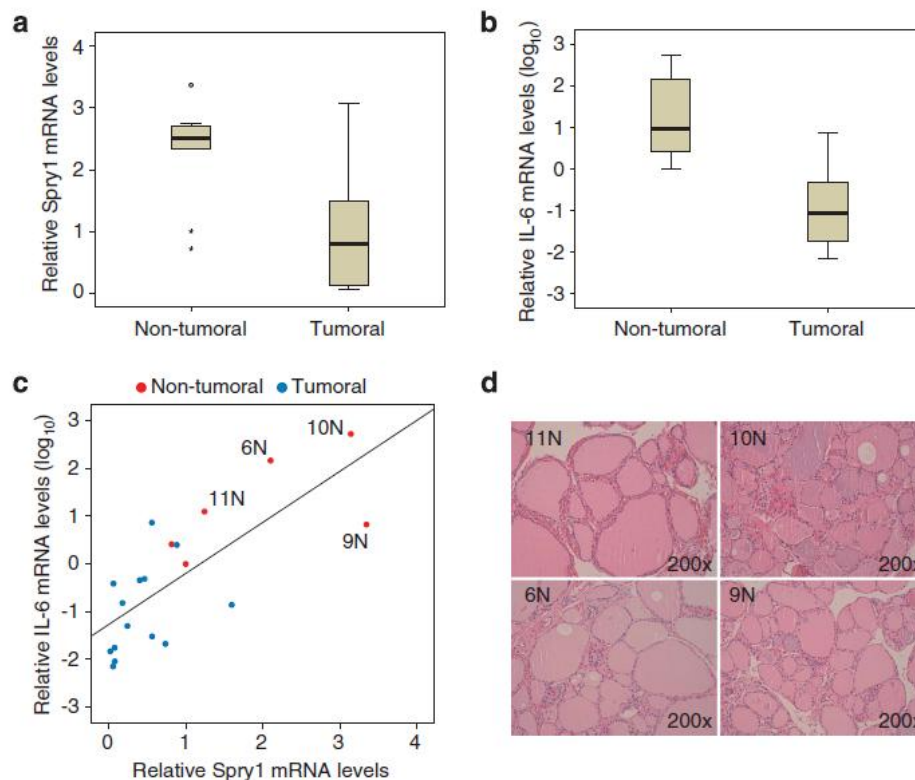 a
Relative Spry1 mRNA levels
4
3
2
1
0
Non-tumoral Tumoral
b
Relative IL-6 mRNA levels (log10)
3
2
1
0
-1
-2
-3
Non-tumoral Tumoral
c
Non-tumoral Tumoral
Relative IL-6 mRNA levels (log10)
3
2
1
0
-1
-2
-3
10N
6N
11N
9N
0 1 2 3 4
Relative Spry1 mRNA levels
d
11N
200x
10N
200x
6N
200x
9N
200x